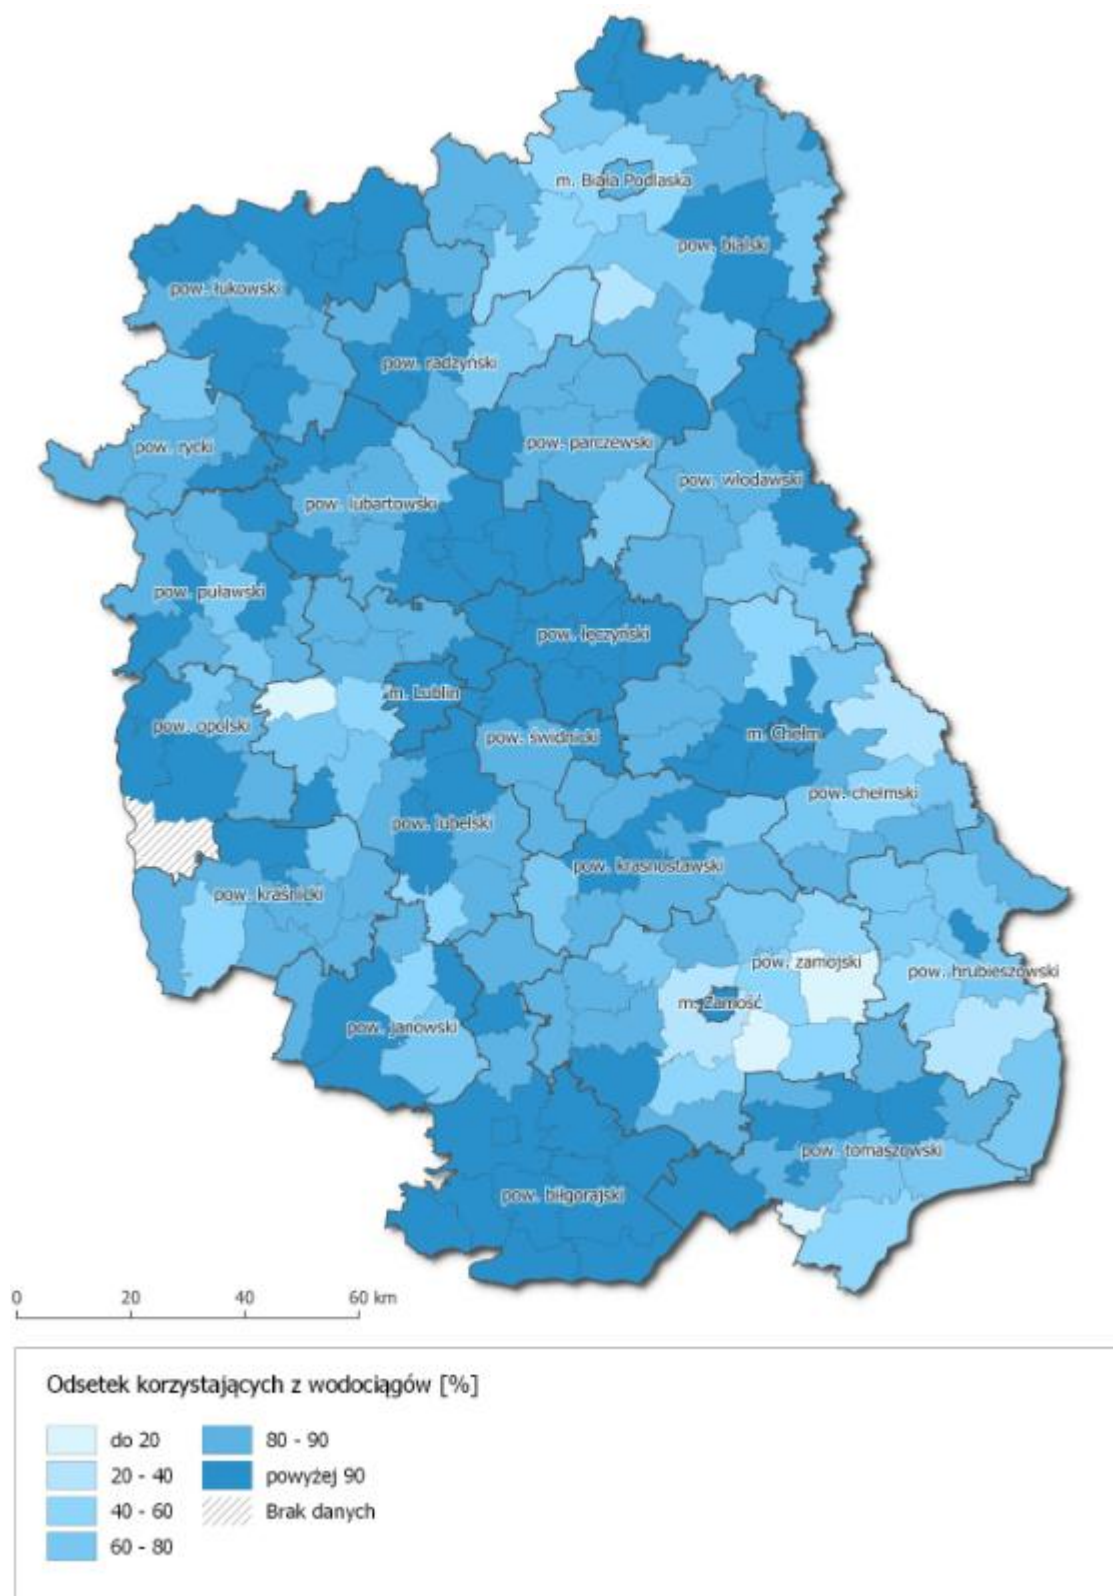 m. Biała Podlaska
pow. bialski
pow. łukowski
pow. radzyński
pow. rycki
pow. parczewski
pow. włodawski
pow. lubartowski
pow. puławski
pow. łęczyński
m. Lublin
pow. opolski
pow. świdnicki
m. Chełm
pow. chełmski
pow. lubelski
pow. krasnostawski
pow. kraśnicki
pow. zamojski
pow. hrubieszowski
m. Zamość
pow. janowski
pow. tomaszowski
pow. biłgorajski
0 20 40 60 km
Odsetek korzystających z wodociągów [%]
do 20 80 - 90
20 - 40 powyżej 90
40 - 60 Brak danych
60 - 80